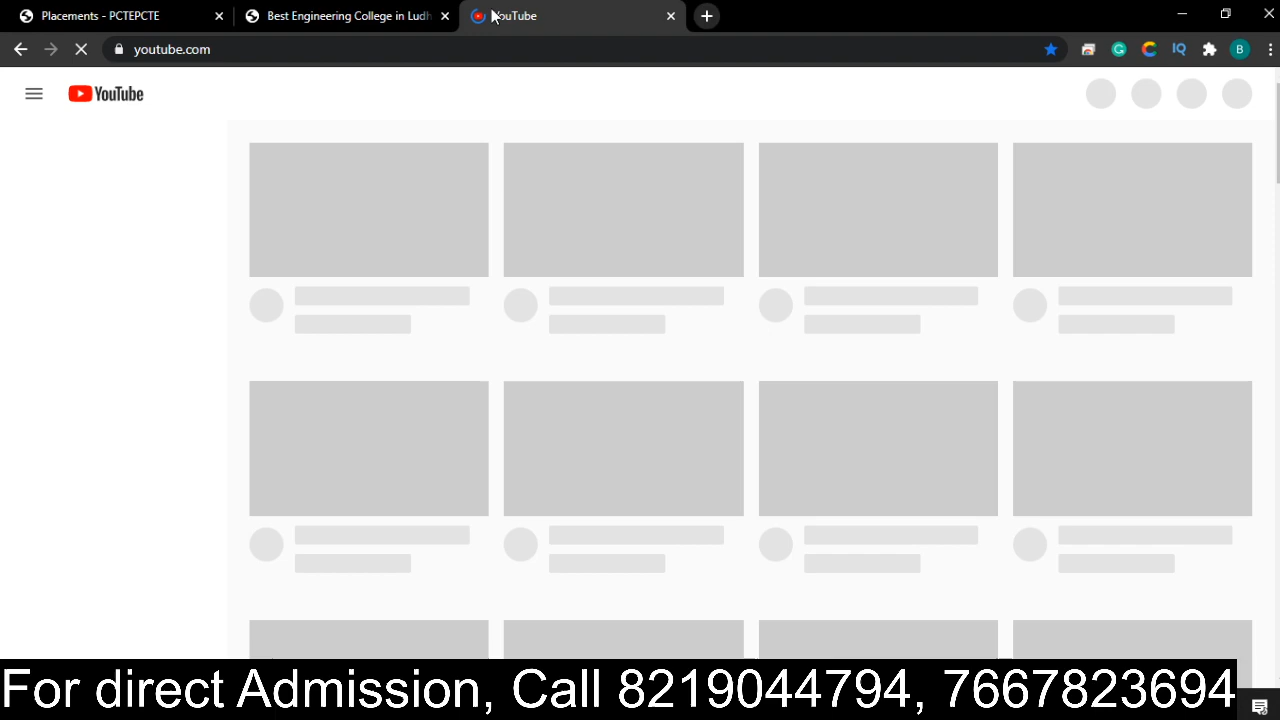 Placements - PCTEPCTE
Best Engineering College in Ludh
YouTube
youtube.com
B
YouTube
For direct Admission, Call 8219044794, 7667823694